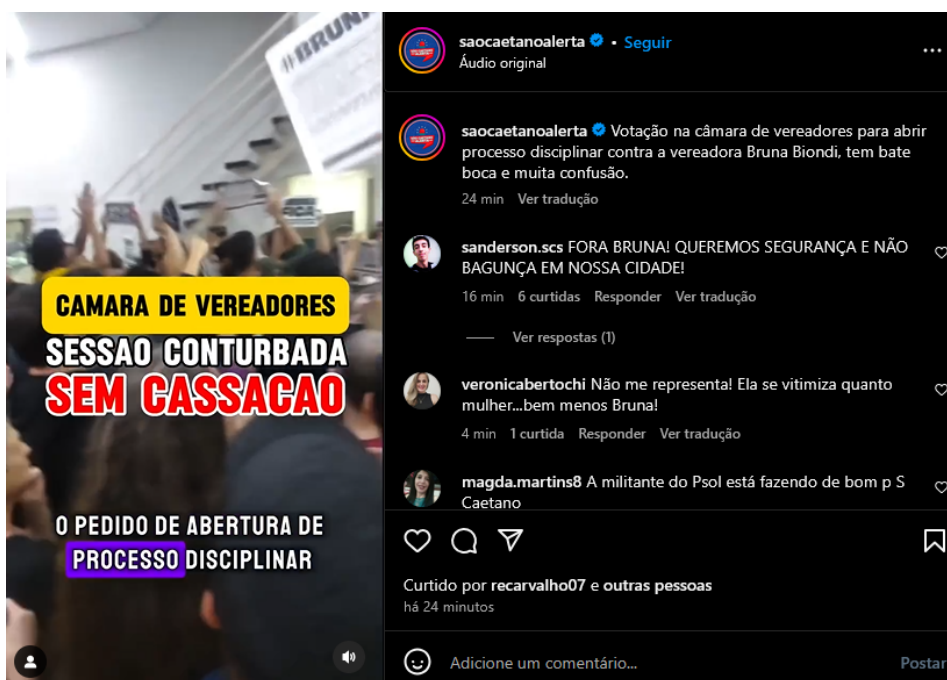 #BRUN
CAMARA DE VEREADORES
SESSAO CONTURBADA
SEM CASSACAO
O PEDIDO DE ABERTURA DE
PROCESSO DISCIPLINAR
saocaetanoalerta • Seguir
Áudio original
saocaetanoalerta Votação na câmara de vereadores para abrir
processo disciplinar contra a vereadora Bruna Biondi, tem bate
boca e muita confusão.
24 min Ver tradução
sanderson.scs FORA BRUNA! QUEREMOS SEGURANÇA E NÃO
BAGUNÇA EM NOSSA CIDADE!
16 min 6 curtidas Responder Ver tradução
Ver respostas (1)
veronicabertochi Não me representa! Ela se vitimiza quanto
mulher...bem menos Bruna!
4 min 1 curtida Responder Ver tradução
magda.martins8 A militante do Psol está fazendo de bom p S
Caetano
Curtido por recarvalho07 e outras pessoas
há 24 minutos
Adicione um comentário...
Postar